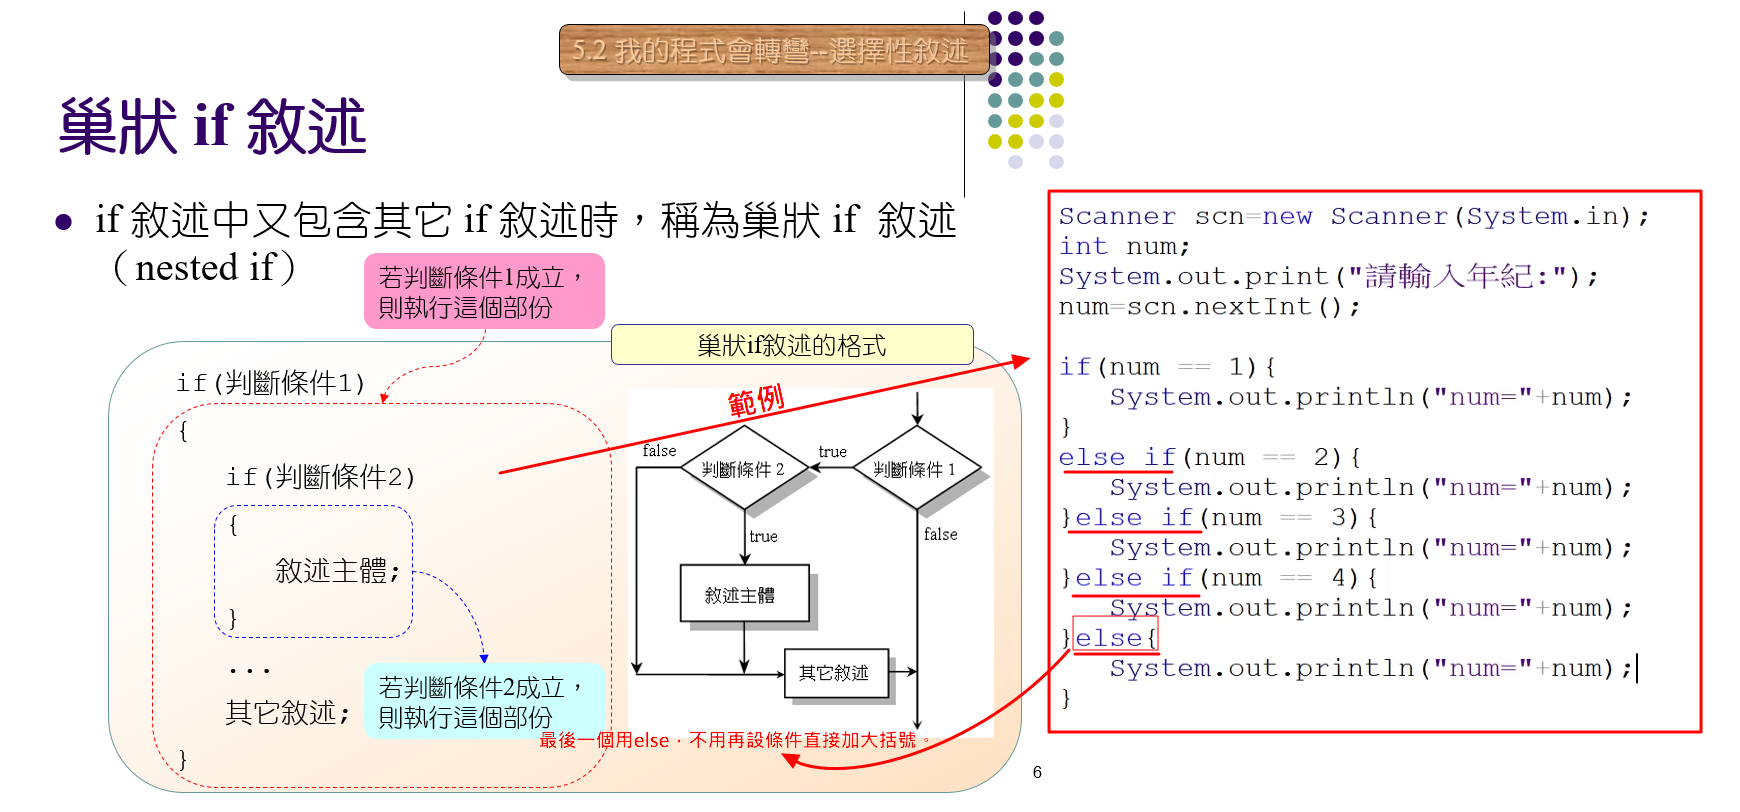 5.2 我的程式會轉彎--選擇性敘述
巢狀 if 敘述
if 敘述中又包含其它 if 敘述時，稱為巢狀 if 敘述
（nested if）
若判斷條件1成立，
則執行這個部份
巢狀if敘述的格式
if(判斷條件1)
{
if(判斷條件2)
{
敘述主體;
}
...
其它敘述;
}
若判斷條件2成立，
則執行這個部份
範例
判斷條件 1
true
false
判斷條件 2
false
true
敘述主體
其它敘述
最後一個用else，不用再設條件直接加大括號。
Scanner scn=new Scanner(System.in);
int num;
System.out.print("請輸入年紀:");
num=scn.nextInt();
if(num == 1){
System.out.println("num="+num);
}
else if(num == 2){
System.out.println("num="+num);
}else if(num == 3){
System.out.println("num="+num);
}else if(num == 4){
System.out.println("num="+num);
}else{
System.out.println("num="+num);
}
6